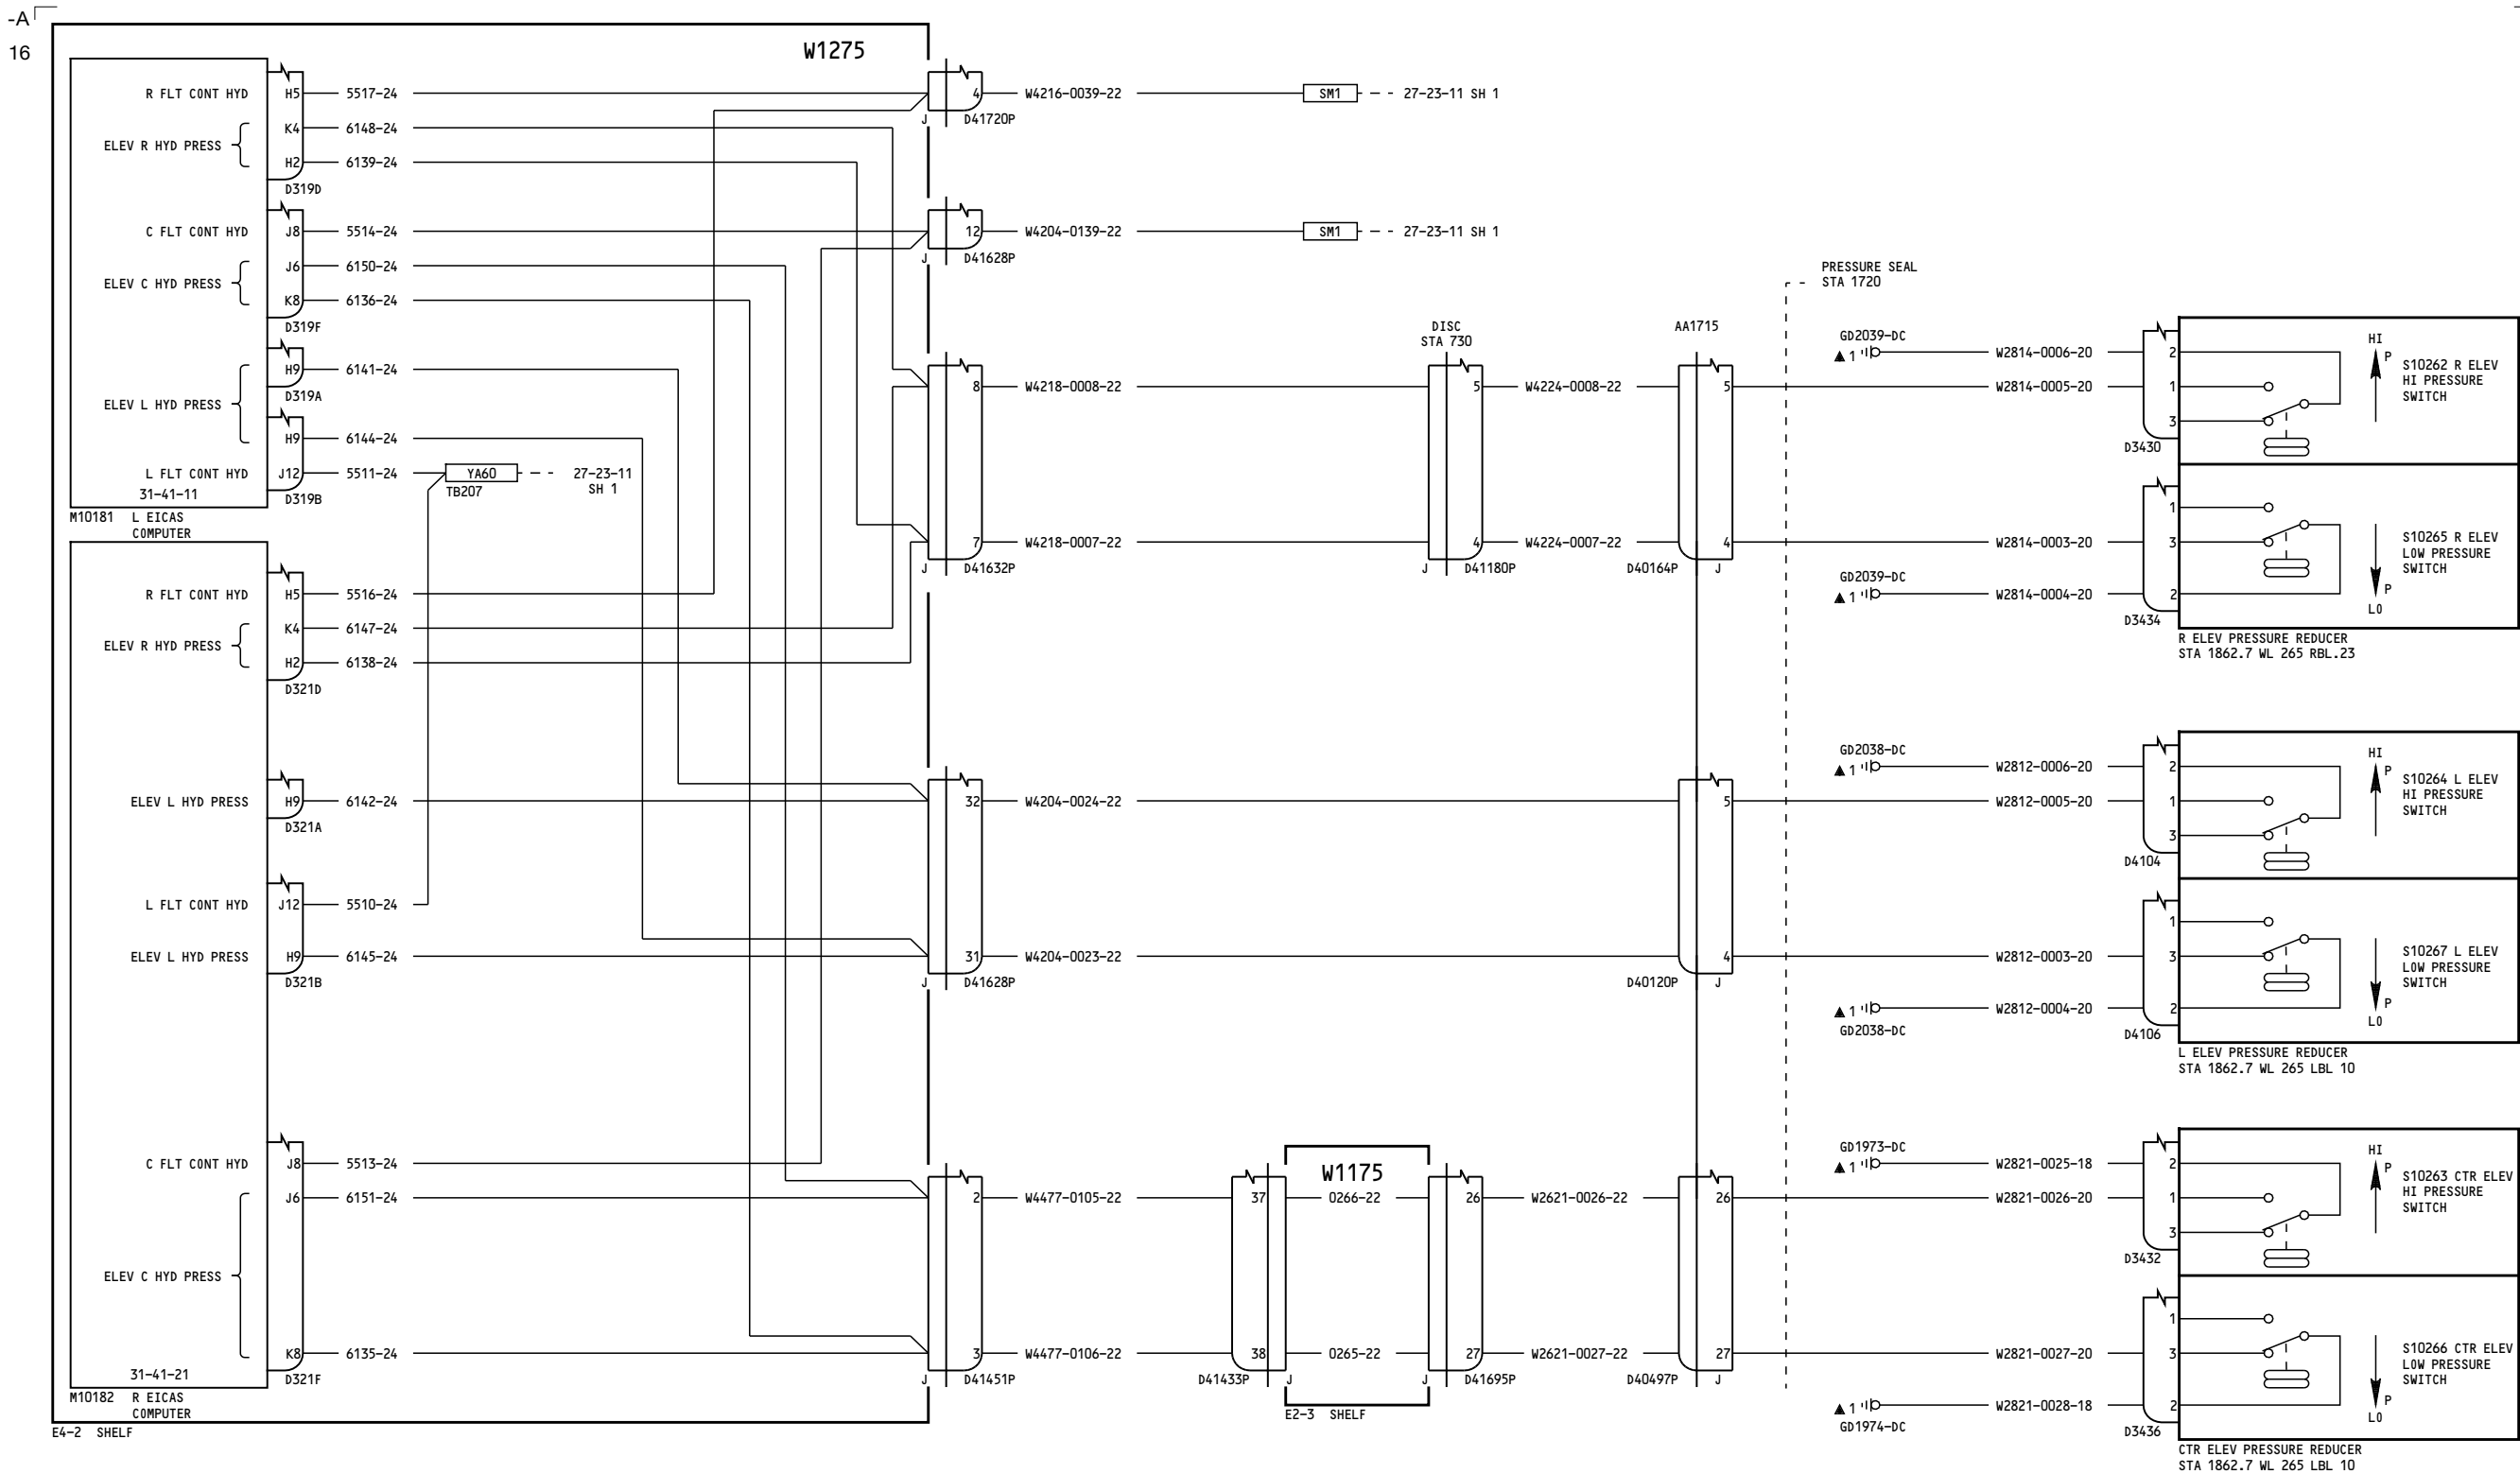 -A
16
W1275
R FLT CONT HYD H5 5517-24
ELEV R HYD PRESS K4 6148-24
H2 6139-24
D319D
C FLT CONT HYD J8 5514-24
ELEV C HYD PRESS J6 6150-24
K8 6136-24
D319F
ELEV L HYD PRESS H9 6141-24
D319A
H9 6144-24
L FLT CONT HYD J12 5511-24 YA60 27-23-11
SH 1
TB207
31-41-11
D319B
M10181 L EICAS
COMPUTER
R FLT CONT HYD H5 5516-24
ELEV R HYD PRESS K4 6147-24
H2 6138-24
D321D
ELEV L HYD PRESS H9 6142-24
D321A
L FLT CONT HYD J12 5510-24
ELEV L HYD PRESS H9 6145-24
D321B
C FLT CONT HYD J8 5513-24
J6 6151-24
ELEV C HYD PRESS
K8 6135-24
31-41-21
D321F
M10182 R EICAS
COMPUTER
E4-2 SHELF
4 W4216-0039-22 SM1 27-23-11 SH 1
J D41720P
12 W4204-0139-22 SM1 27-23-11 SH 1
J D41628P
PRESSURE SEAL
STA 1720
DISC
STA 730
AA1715
8 W4218-0008-22 5 W4224-0008-22 5
7 W4218-0007-22 4 W4224-0007-22 4
J D41632P J D41180P D40164P J
32 W4204-0024-22 5
31 W4204-0023-22 4
J D41628P D40120P J
W1175
2 W4477-0105-22 37 0266-22 26 W2621-0026-22 26
3 W4477-0106-22 38 0265-22 27 W2621-0027-22 27
J D41451P D41433P J J D41695P D40497P J
E2-3 SHELF
GD2039-DC
1 W2814-0006-20 2
W2814-0005-20 1
3
D3430
HI
P
S10262 R ELEV
HI PRESSURE
SWITCH
1
W2814-0003-20 3
GD2039-DC
1 W2814-0004-20 2
D3434
S10265 R ELEV
LOW PRESSURE
SWITCH
P
LO
R ELEV PRESSURE REDUCER
STA 1862.7 WL 265 RBL.23
GD2038-DC
1 W2812-0006-20 2
W2812-0005-20 1
3
D4104
HI
P
S10264 L ELEV
HI PRESSURE
SWITCH
1
W2812-0003-20 3
1 W2812-0004-20 2
GD2038-DC
D4106
S10267 L ELEV
LOW PRESSURE
SWITCH
P
LO
L ELEV PRESSURE REDUCER
STA 1862.7 WL 265 LBL 10
GD1973-DC
1 W2821-0025-18 2
W2821-0026-20 1
3
D3432
HI
P
S10263 CTR ELEV
HI PRESSURE
SWITCH
1
W2821-0027-20 3
1 W2821-0028-18 2
GD1974-DC
D3436
S10266 CTR ELEV
LOW PRESSURE
SWITCH
P
LO
CTR ELEV PRESSURE REDUCER
STA 1862.7 WL 265 LBL 10